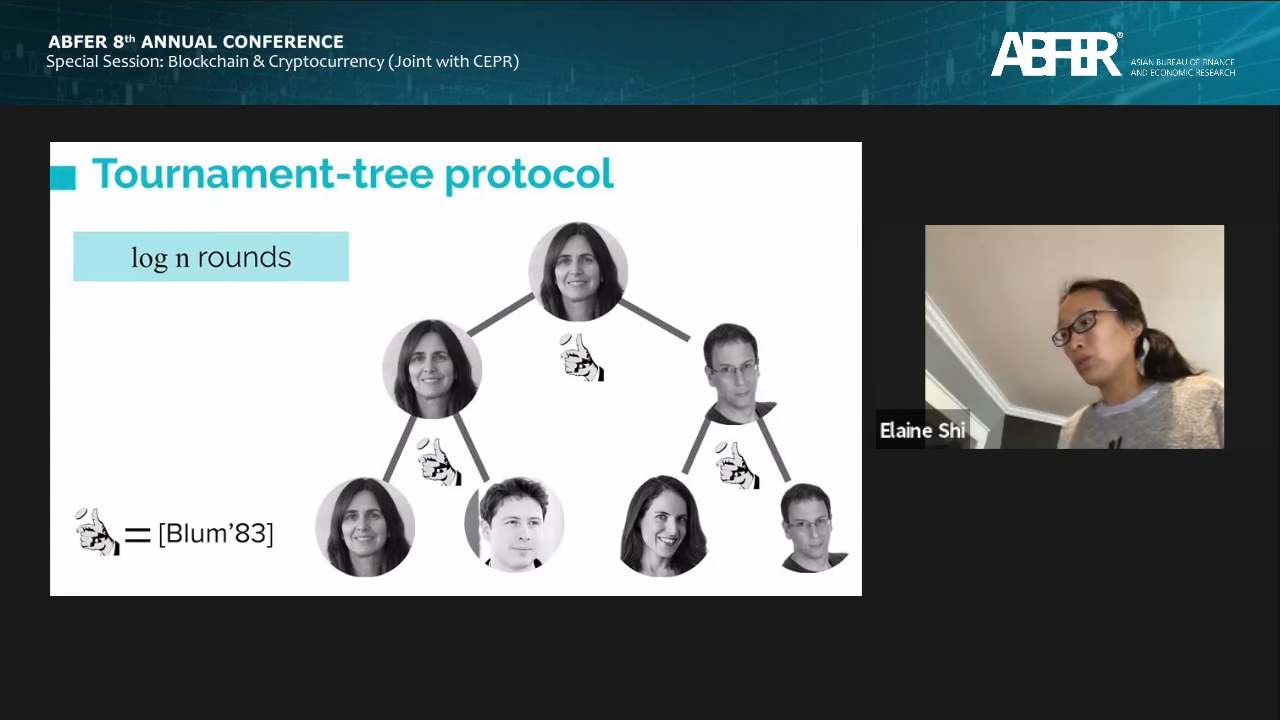 ABFER 8th ANNUAL CONFERENCE
Special Session: Blockchain & Cryptocurrency (Joint with CEPR)
ABFER®
ASIAN BUREAU OF FINANCE
AND ECONOMIC RESEARCH
Tournament-tree protocol
log n rounds
= [Blum'83]
Elaine Shi